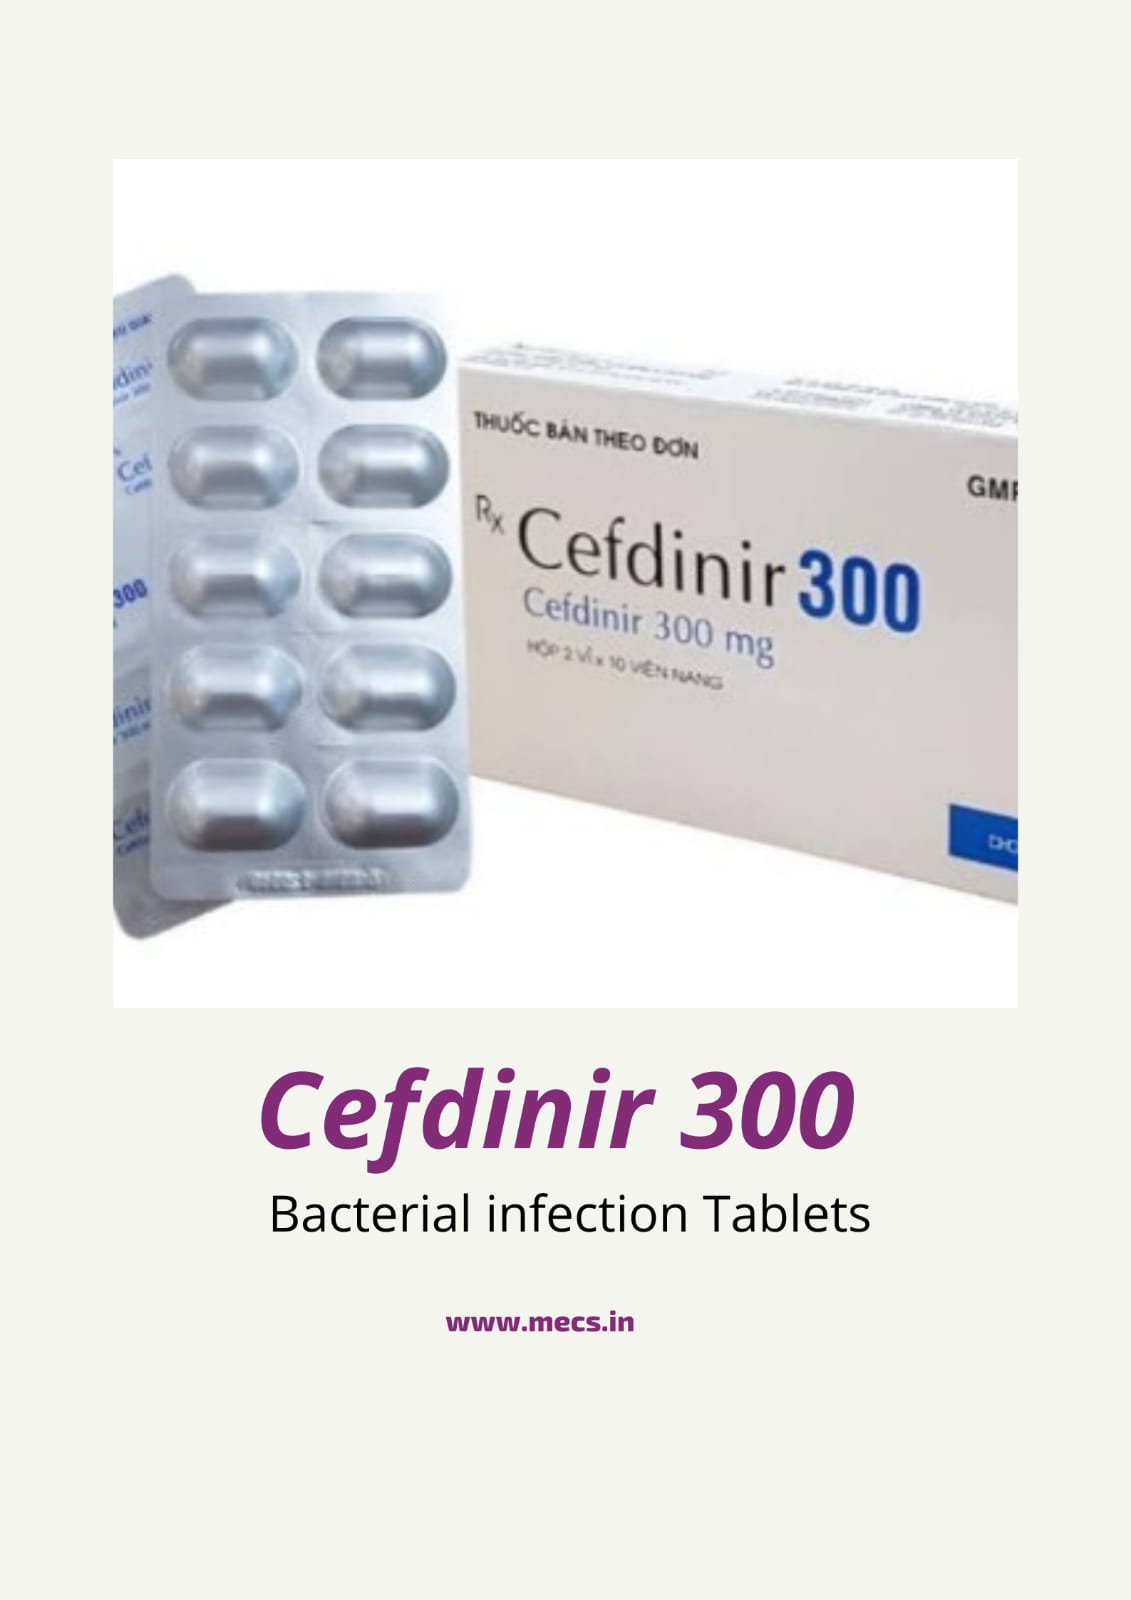 THUỐC BÁN THEO ĐƠN
GMP
Rx Cefdinir 300
Cefdinir 300 mg
HỘP 2 VỈ x 10 VIÊN NANG
300
Cefdinir 300
Bacterial infection Tablets
www.mecs.in